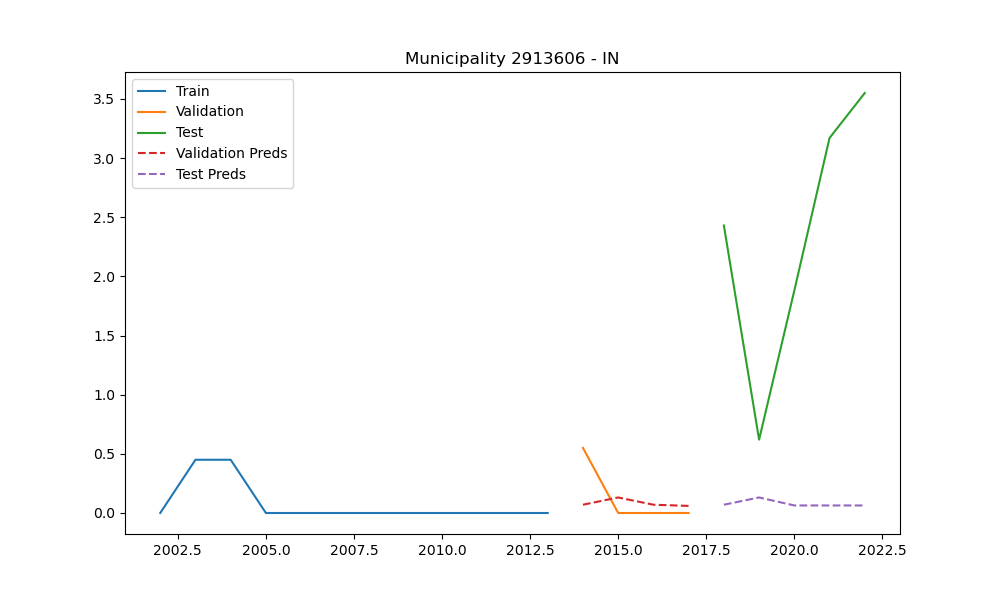 Municipality 2913606 - IN
Train
Validation
Test
Validation Preds
Test Preds
3.5
3.0
2.5
2.0
1.5
1.0
0.5
0.0
2002.5 2005.0 2007.5 2010.0 2012.5 2015.0 2017.5 2020.0 2022.5